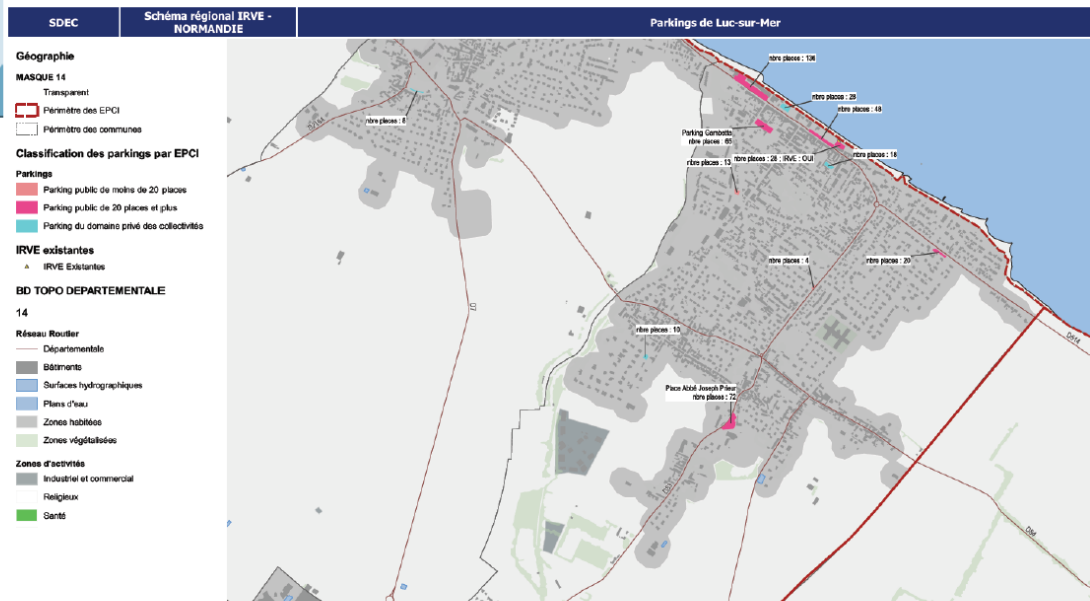 SDEC
Schéma régional IRVE -
NORMANDIE
Parkings de Luc-sur-Mer
Géographie
MASQUE 14
Transparent
Périmètre des EPCI
Périmètre des communes
Classification des parkings par EPCI
Parkings
Parking public de moins de 20 places
Parking public de 20 places et plus
Parking du domaine privé des collectivités
IRVE existantes
IRVE Existantes
BD TOPO DEPARTEMENTALE
14
Réseau Routier
Départementale
Bâtiments
Surfaces hydrographiques
Plans d'eau
Zones habitées
Zones végétalisées
Zones d'activités
Industriel et commercial
Religieux
Santé
nbre places : 136
nbre places : 28
nbre places : 48
nbre places : 8
Parking Gambetta
nbre places : 65
nbre places : 13
nbre places : 28 ; IRVE : OUI
nbre places : 18
nbre places : 4
nbre places : 20
nbre places : 10
Place Abbé Joseph Prieur
nbre places : 72
D7
D514